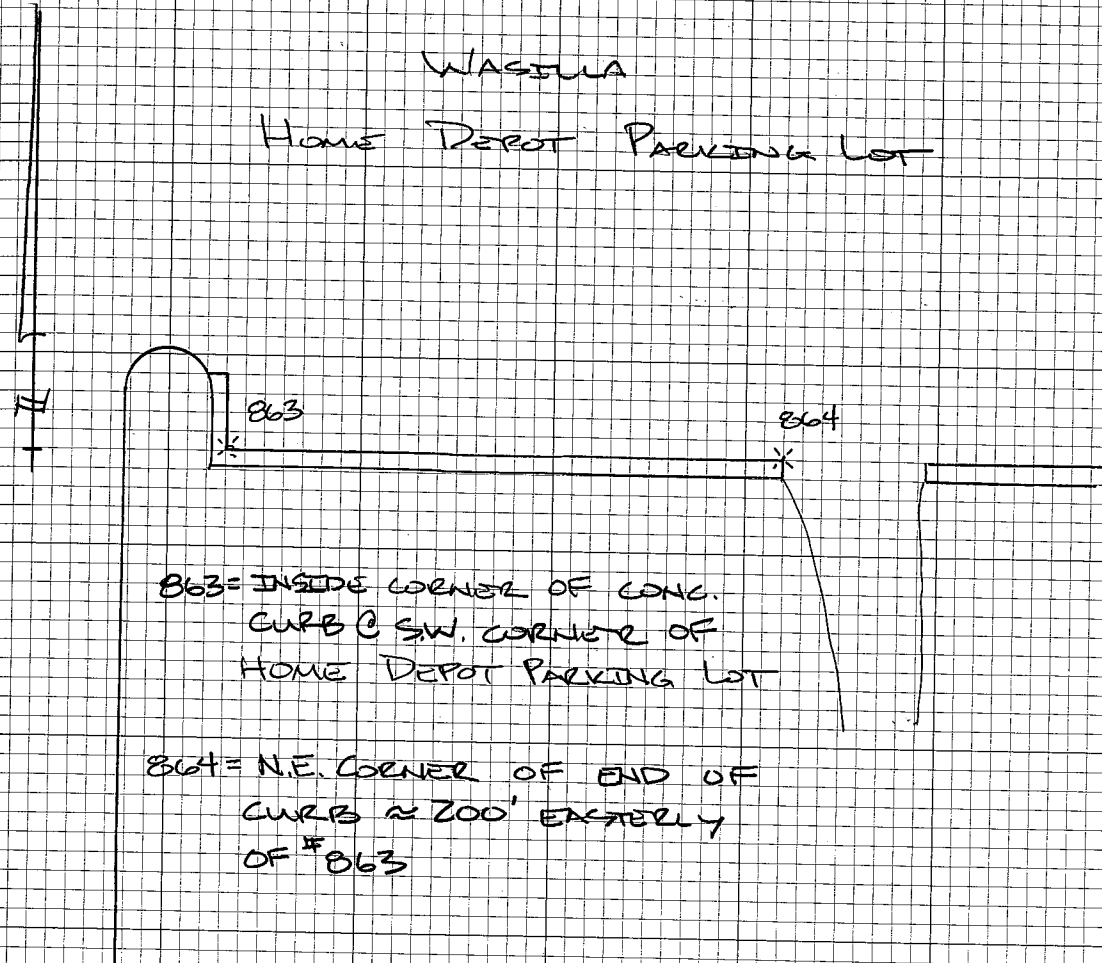 WASILLA
HOME DEPOT PARKING LOT
N
863
864
863 = INSIDE CORNER OF CONC.
CURB @ S.W. CORNER OF
HOME DEPOT PARKING LOT
864 = N.E. CORNER OF END OF
CURB ≈ 200' EASTERLY
OF #863